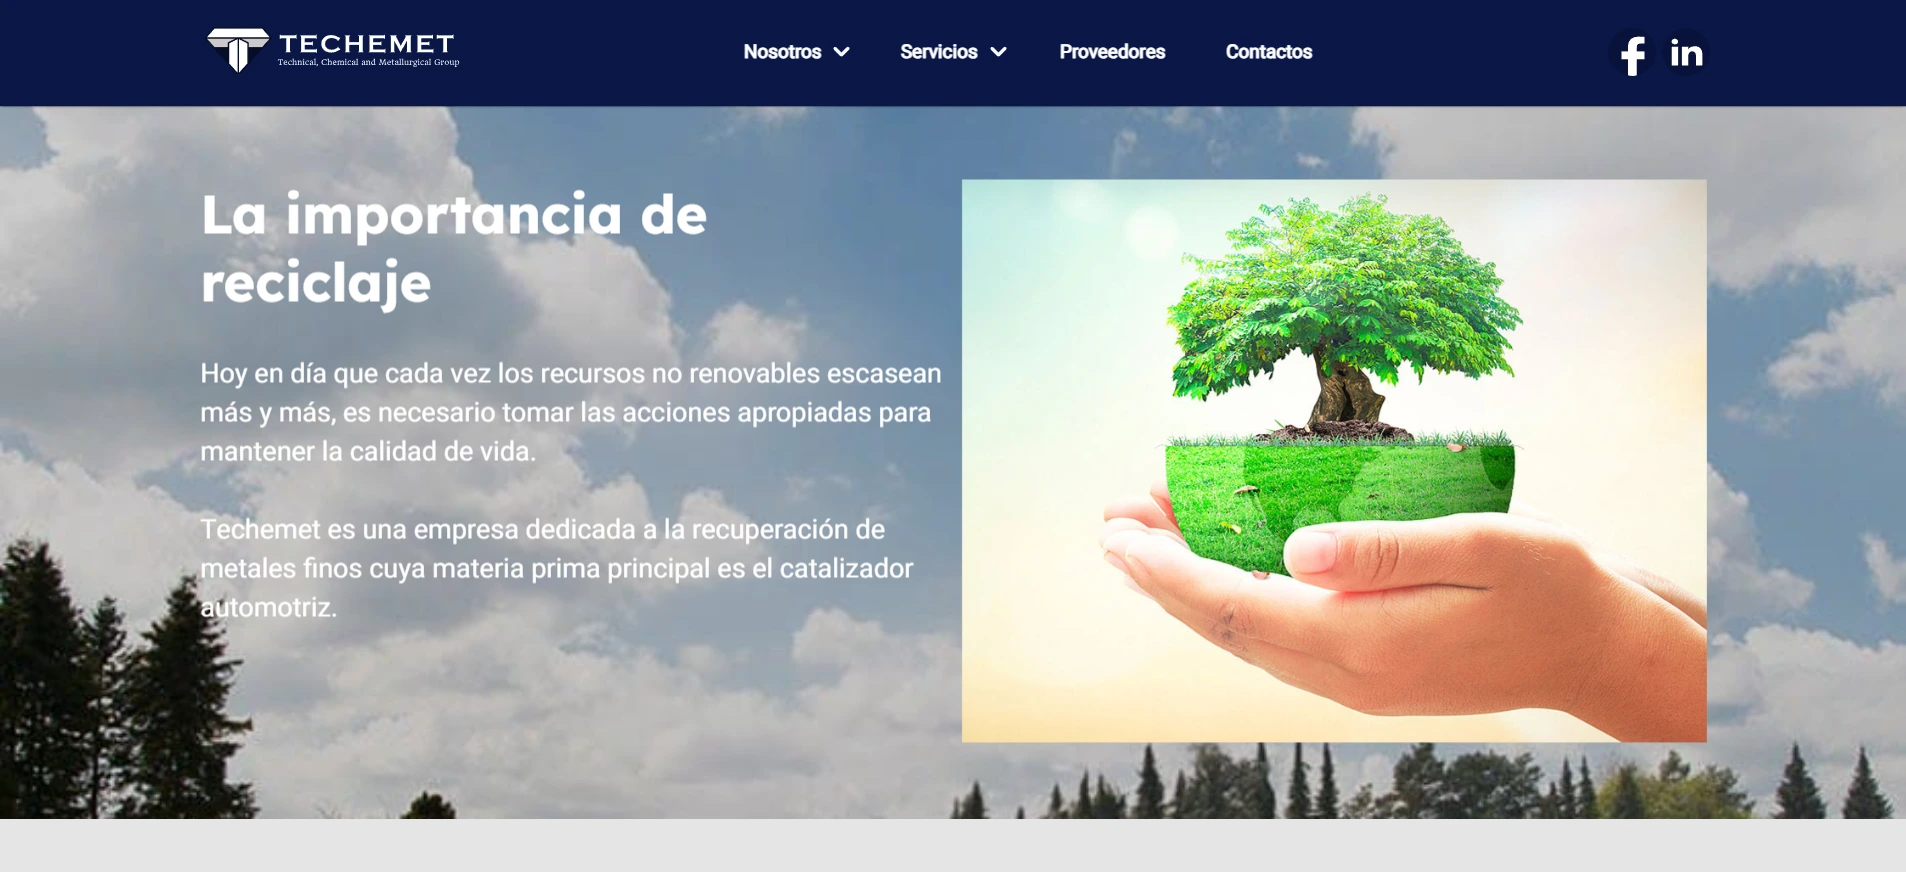 TECHEMET
Technical, Chemical and Metallurgical Group
Nosotros
Servicios
Proveedores
Contactos
f
in
La importancia de
reciclaje
Hoy en día que cada vez los recursos no renovables escasean
más y más, es necesario tomar las acciones apropiadas para
mantener la calidad de vida.
Techemet es una empresa dedicada a la recuperación de
metales finos cuya materia prima principal es el catalizador
automotriz.